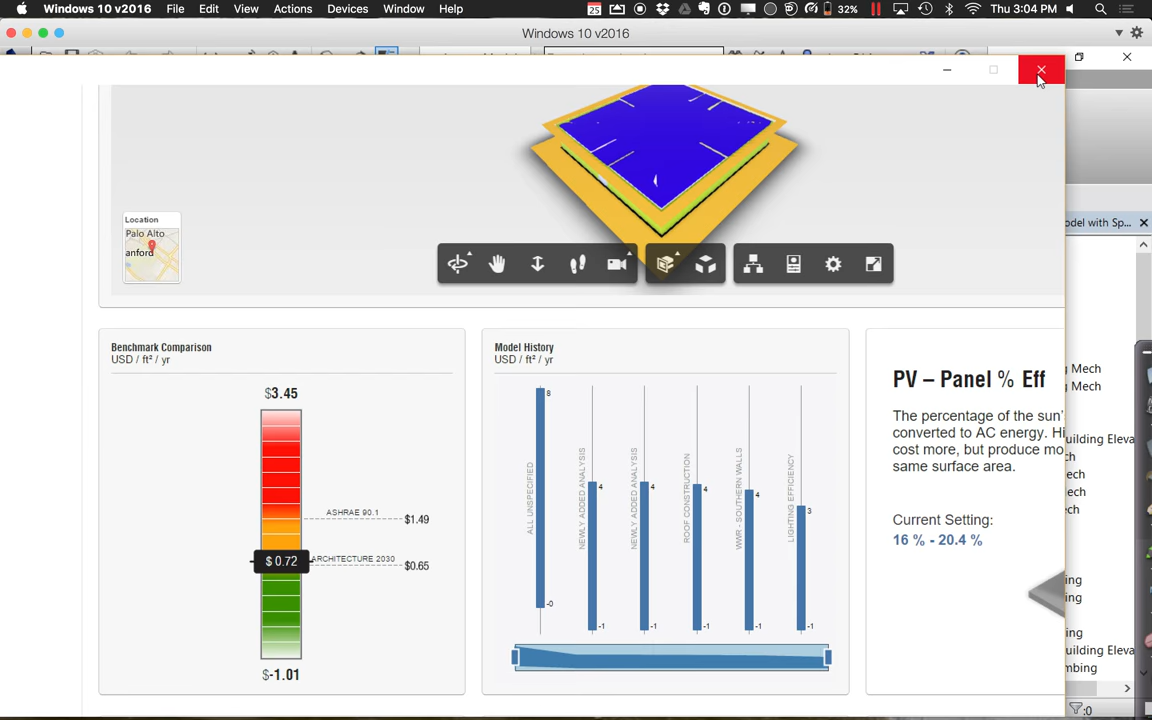 Windows 10 v2016 File Edit View Actions Devices Window Help 25 32% Thu 3:04 PM
Windows 10 v2016
Location
Palo Alto
anford
odel with Sp...
Benchmark Comparison
USD / ft² / yr
$3.45
ASHRAE 90.1
$1.49
$ 0.72
ARCHITECTURE 2030
$0.65
$-1.01
Model History
USD / ft² / yr
8
-0
ALL UNSPECIFIED
4
-1
NEWLY ADDED ANALYSIS
4
-1
NEWLY ADDED ANALYSIS
4
-1
ROOF CONSTRUCTION
4
-1
WWR - SOUTHERN WALLS
3
-1
LIGHTING EFFICIENCY
PV – Panel % Eff
The percentage of the sun'
converted to AC energy. Hi
cost more, but produce mo
same surface area.
Current Setting:
16 % - 20.4 %
g Mech
g Mech
uilding Eleva
ch
ech
ech
ech
ing
ing
ing
uilding Eleva
mbing
:0